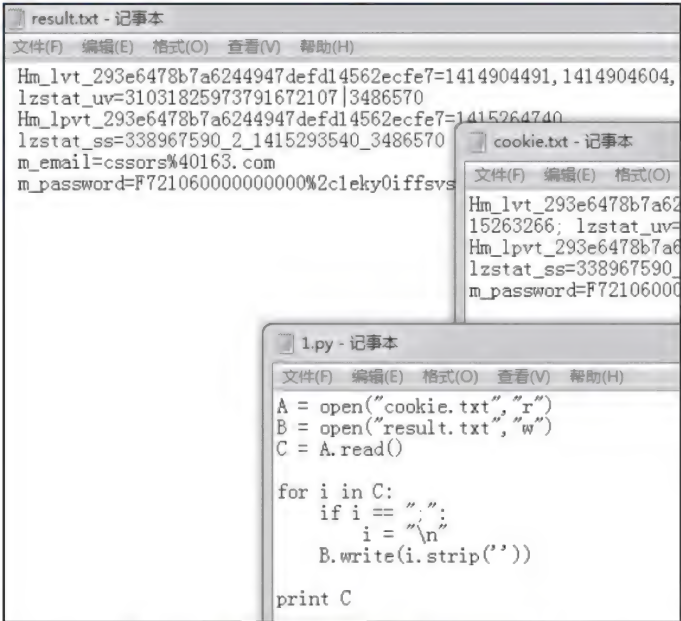 result.txt - 记事本
文件(F) 编辑(E) 格式(O) 查看(V) 帮助(H)
Hm_lvt_293e6478b7a6244947defd14562ecfe7=1414904491,1414904604,
lzstat_uv=31031825973791672107|3486570
Hm_lpvt_293e6478b7a6244947defd14562ecfe7=1415264740
lzstat_ss=338967590_2_1415293540_3486570
m_email=cssors%40163.com
m_password=F721060000000000%2c1eky0iffsvs
cookie.txt - 记事本
文件(F) 编辑(E) 格式(O)
Hm_lvt_293e6478b7a62
15263266; lzstat_uv=
Hm_lpvt_293e6478b7a6
lzstat_ss=338967590_
m_password=F72106000
1.py - 记事本
文件(F) 编辑(E) 格式(O) 查看(V) 帮助(H)
A = open("cookie.txt","r")
B = open("result.txt","w")
C = A.read()
for i in C:
if i == ";":
i = "\n"
B.write(i.strip(''))
print C